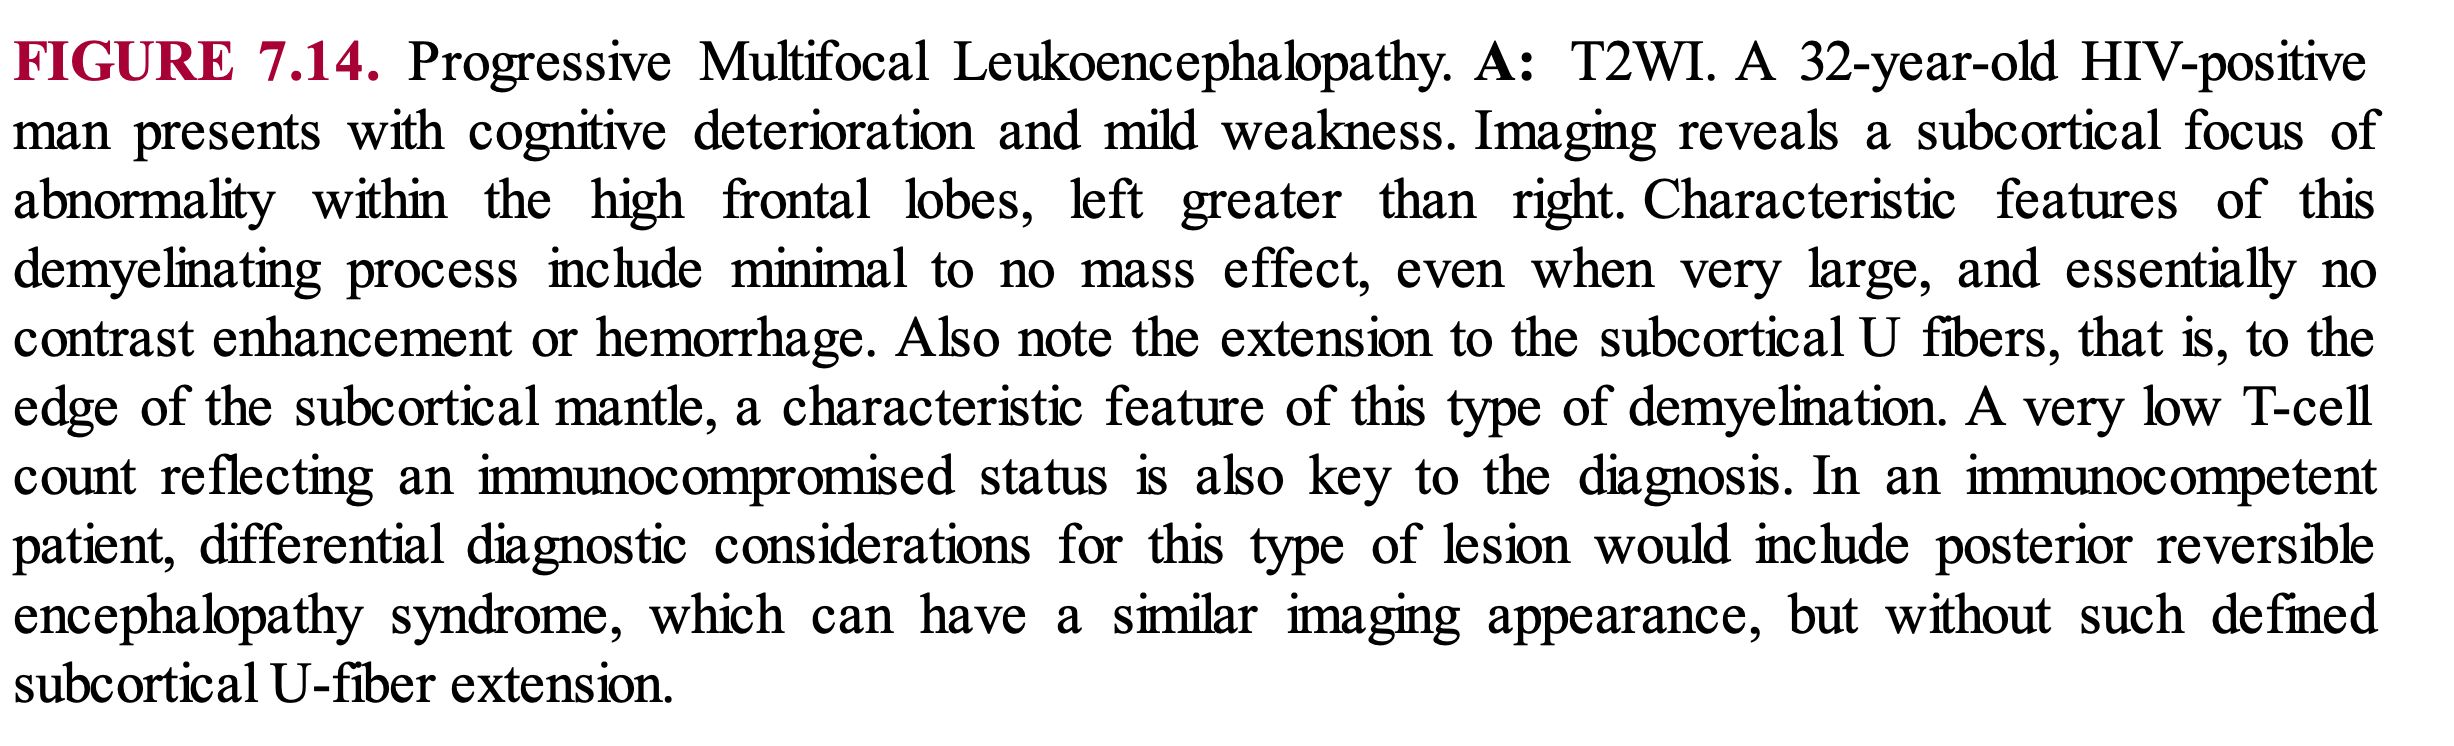 FIGURE 7.14. Progressive Multifocal Leukoencephalopathy. A: T2WI. A 32-year-old HIV-positive
man presents with cognitive deterioration and mild weakness. Imaging reveals a subcortical focus of
abnormality within the high frontal lobes, left greater than right. Characteristic features of this
demyelinating process include minimal to no mass effect, even when very large, and essentially no
contrast enhancement or hemorrhage. Also note the extension to the subcortical U fibers, that is, to the
edge of the subcortical mantle, a characteristic feature of this type of demyelination. A very low T-cell
count reflecting an immunocompromised status is also key to the diagnosis. In an immunocompetent
patient, differential diagnostic considerations for this type of lesion would include posterior reversible
encephalopathy syndrome, which can have a similar imaging appearance, but without such defined
subcortical U-fiber extension.